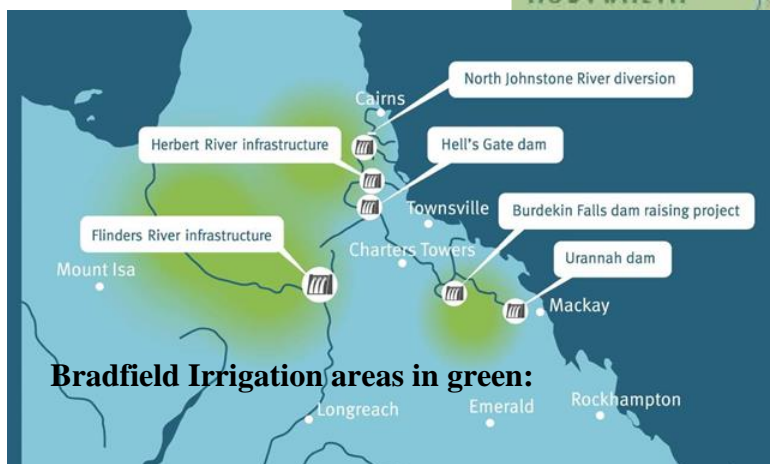 North Johnstone River diversion
Cairns
Herbert River infrastructure
Hell's Gate dam
Townsville
Burdekin Falls dam raising project
Flinders River infrastructure
Charters Towers
Urannah dam
Mount Isa
Mackay
Bradfield Irrigation areas in green:
Longreach
Emerald
Rockhampton